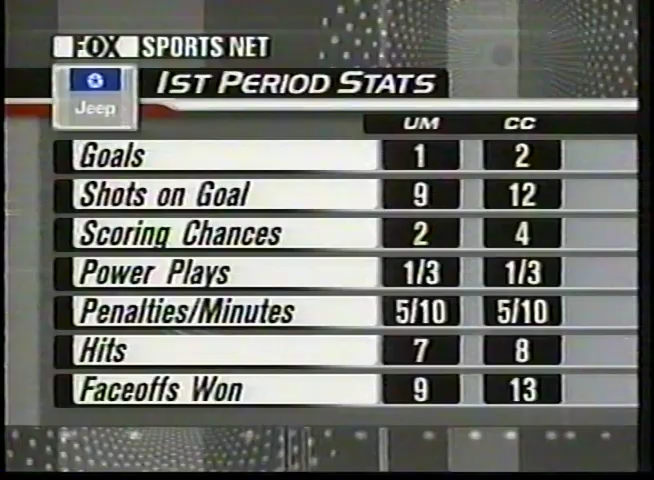 FOX SPORTS NET
1ST PERIOD STATS
Jeep
UM CC
Goals 1 2
Shots on Goal 9 12
Scoring Chances 2 4
Power Plays 1/3 1/3
Penalties/Minutes 5/10 5/10
Hits 7 8
Faceoffs Won 9 13